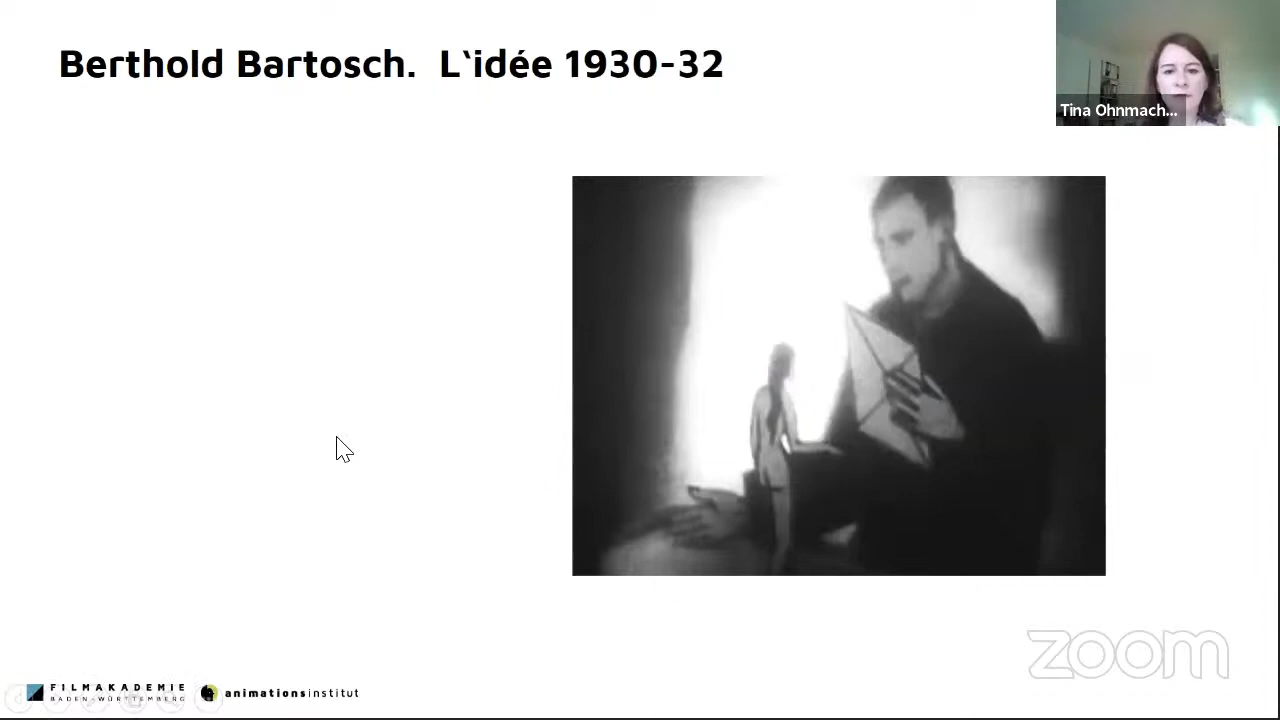 Berthold Bartosch. L‘idée 1930-32
Tina Ohnmach...
zoom
FILMAKADEMIE
BADEN-WÜRTTEMBERG
animationsinstitut